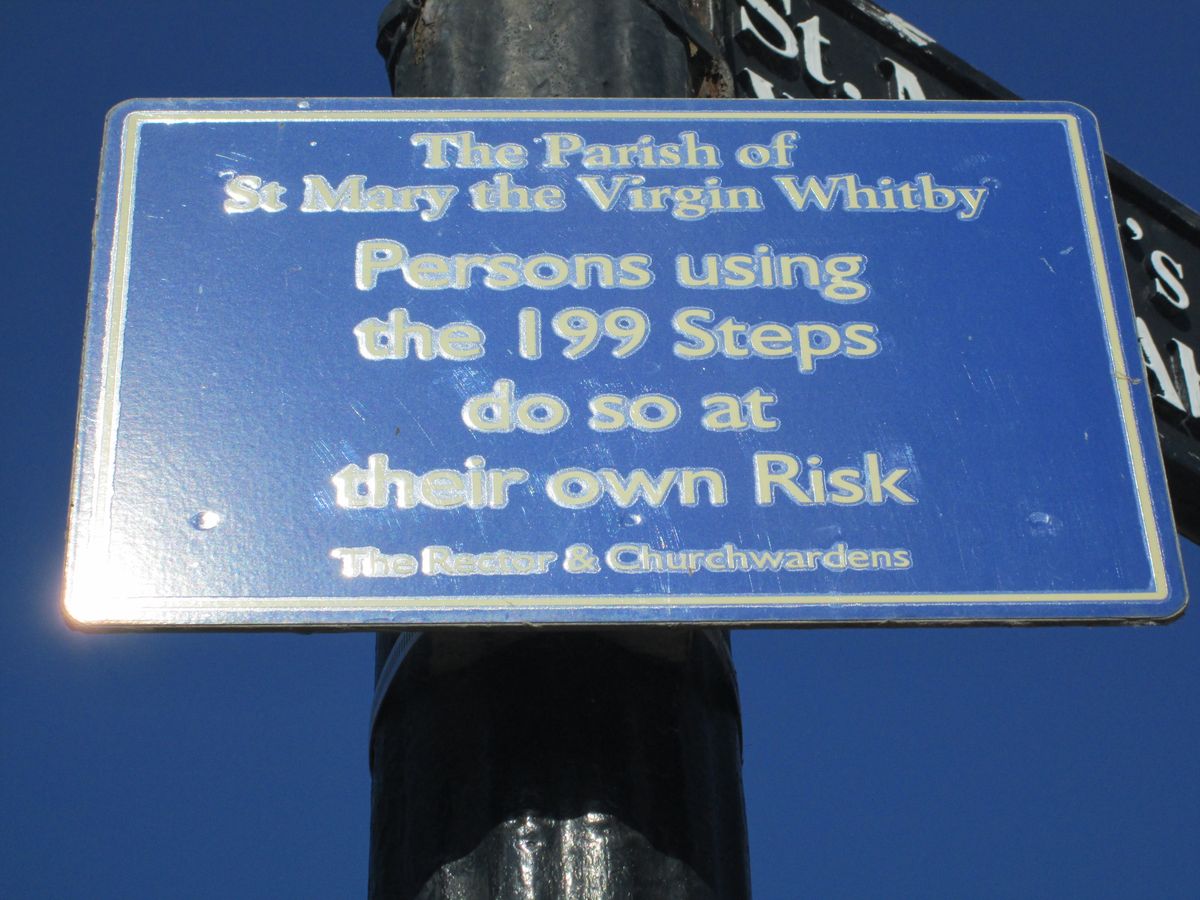 The Parish of
St Mary the Virgin Whitby
Persons using
the 199 Steps
do so at
their own Risk
The Rector & Churchwardens
St
's